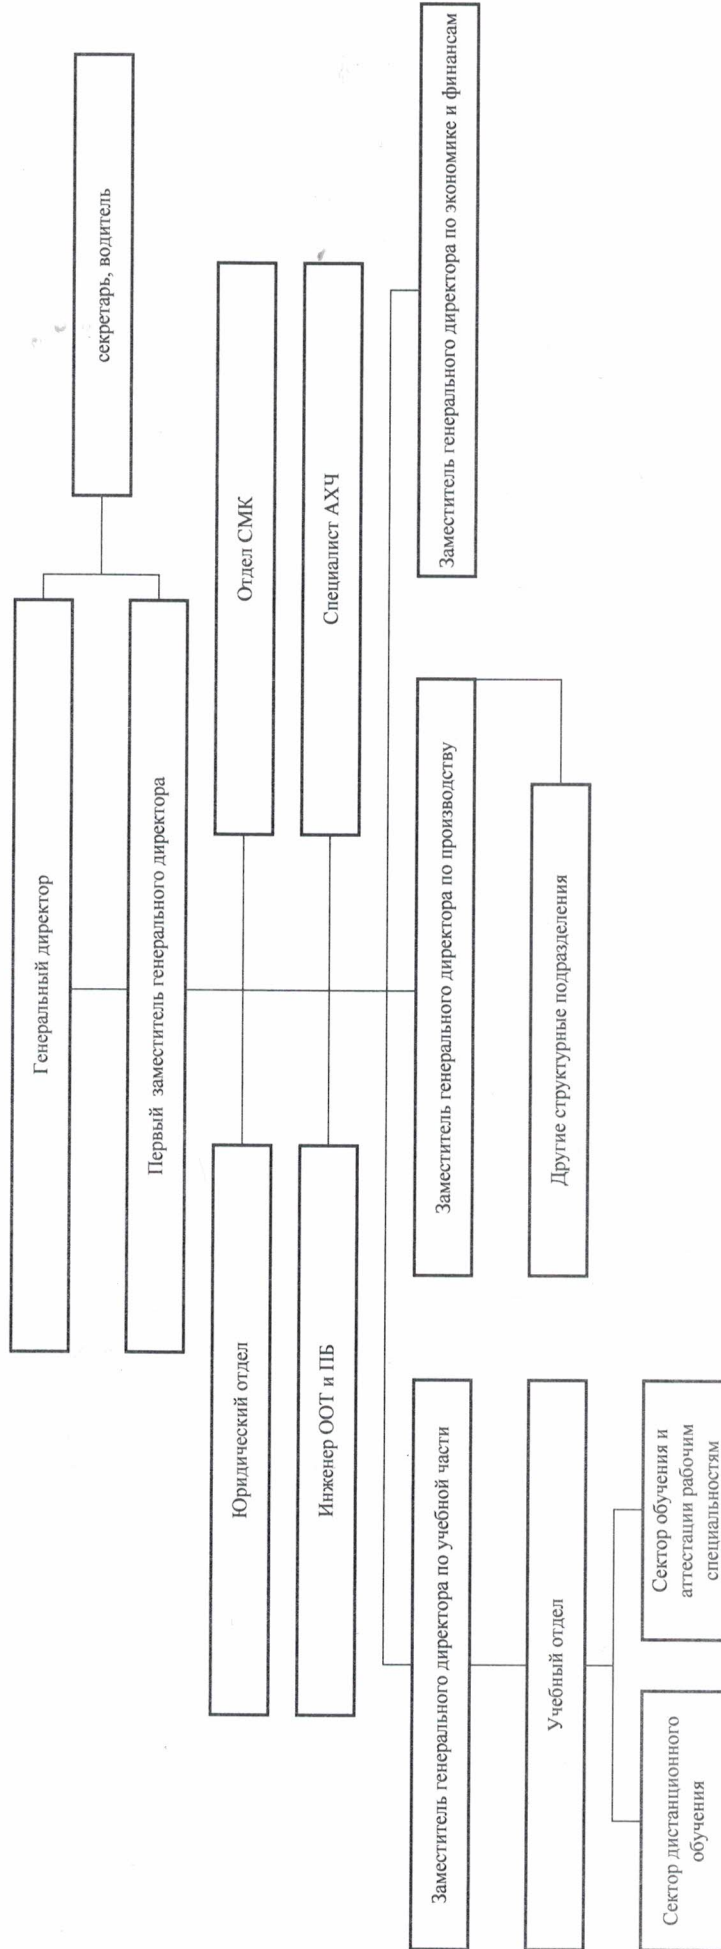 Генеральный директор
секретарь, водитель
Первый заместитель генерального директора
Юридический отдел
Отдел СМК
Инженер ООТ и ПБ
Специалист АХЧ
Заместитель генерального директора по учебной части
Заместитель генерального директора по производству
Заместитель генерального директора по экономике и финансам
Учебный отдел
Другие структурные подразделения
Сектор дистанционного
обучения
Сектор обучения и
аттестации рабочим
специальностям